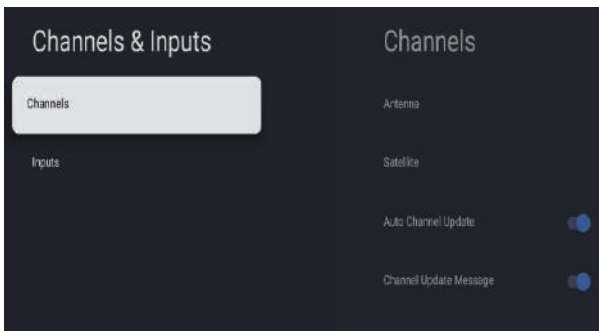 Channels & Inputs
Channels
Inputs
Channels
Antenna
Satellite
Auto Channel Update
Channel Update Message